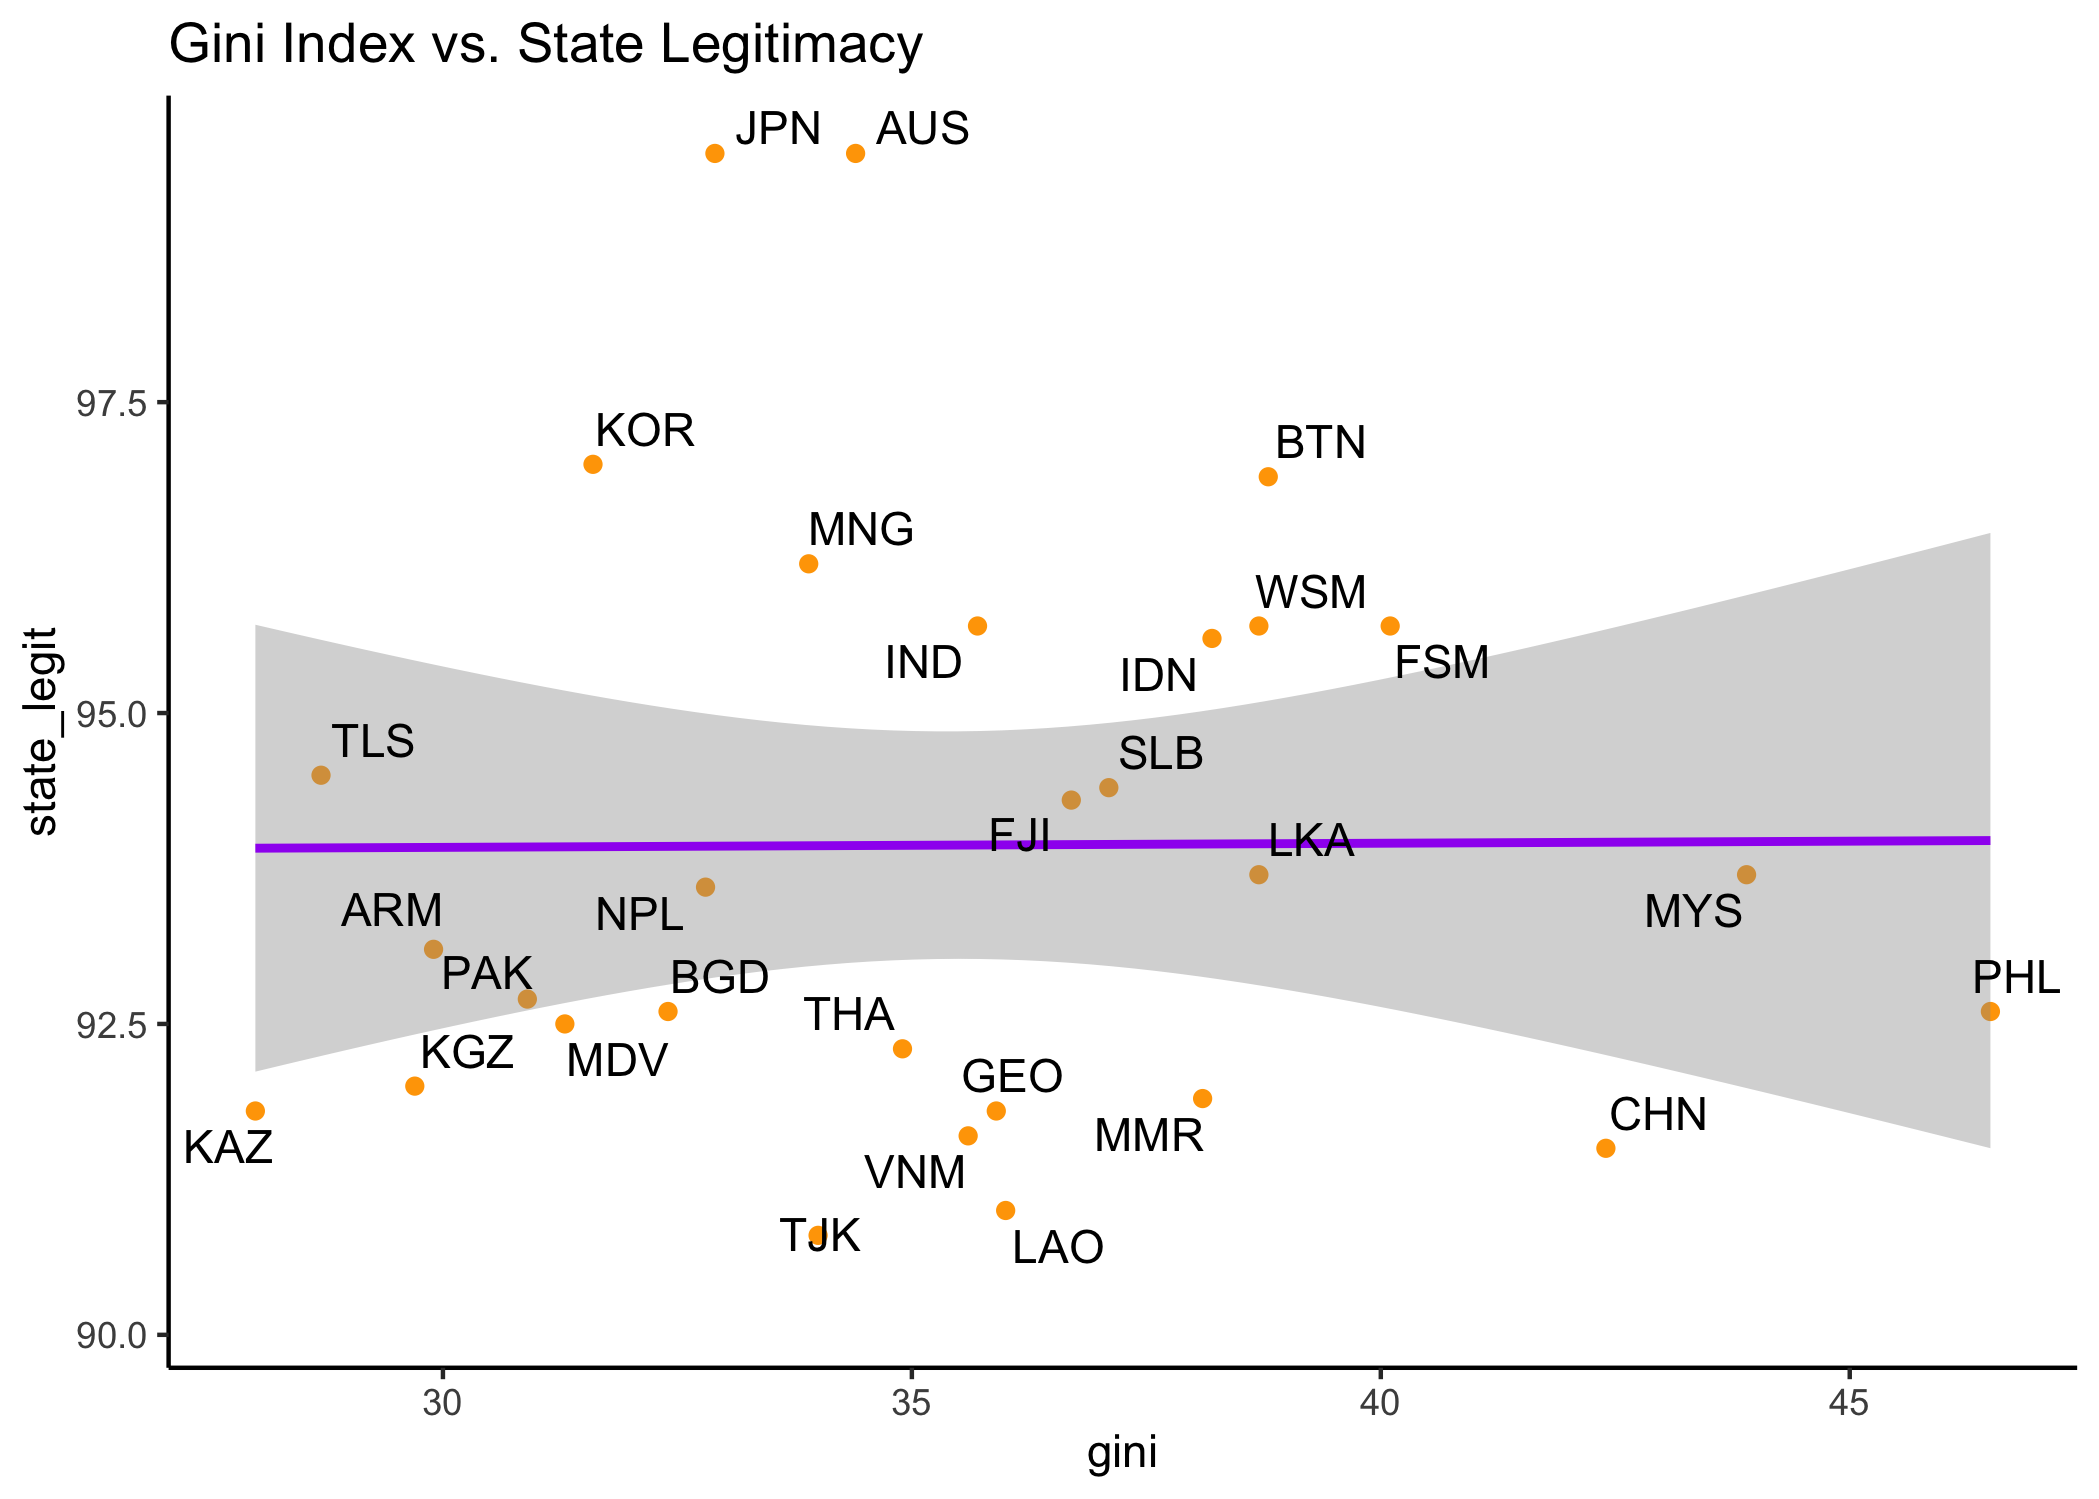 Gini Index vs. State Legitimacy
JPN
AUS
97.5
KOR
BTN
MNG
WSM
IND
IDN
FSM
95.0
TLS
SLB
FJI
LKA
state_legit
ARM
NPL
MYS
PAK
BGD
PHL
THA
92.5
KGZ
MDV
GEO
CHN
MMR
KAZ
VNM
TJK
LAO
90.0
30
35
40
45
gini